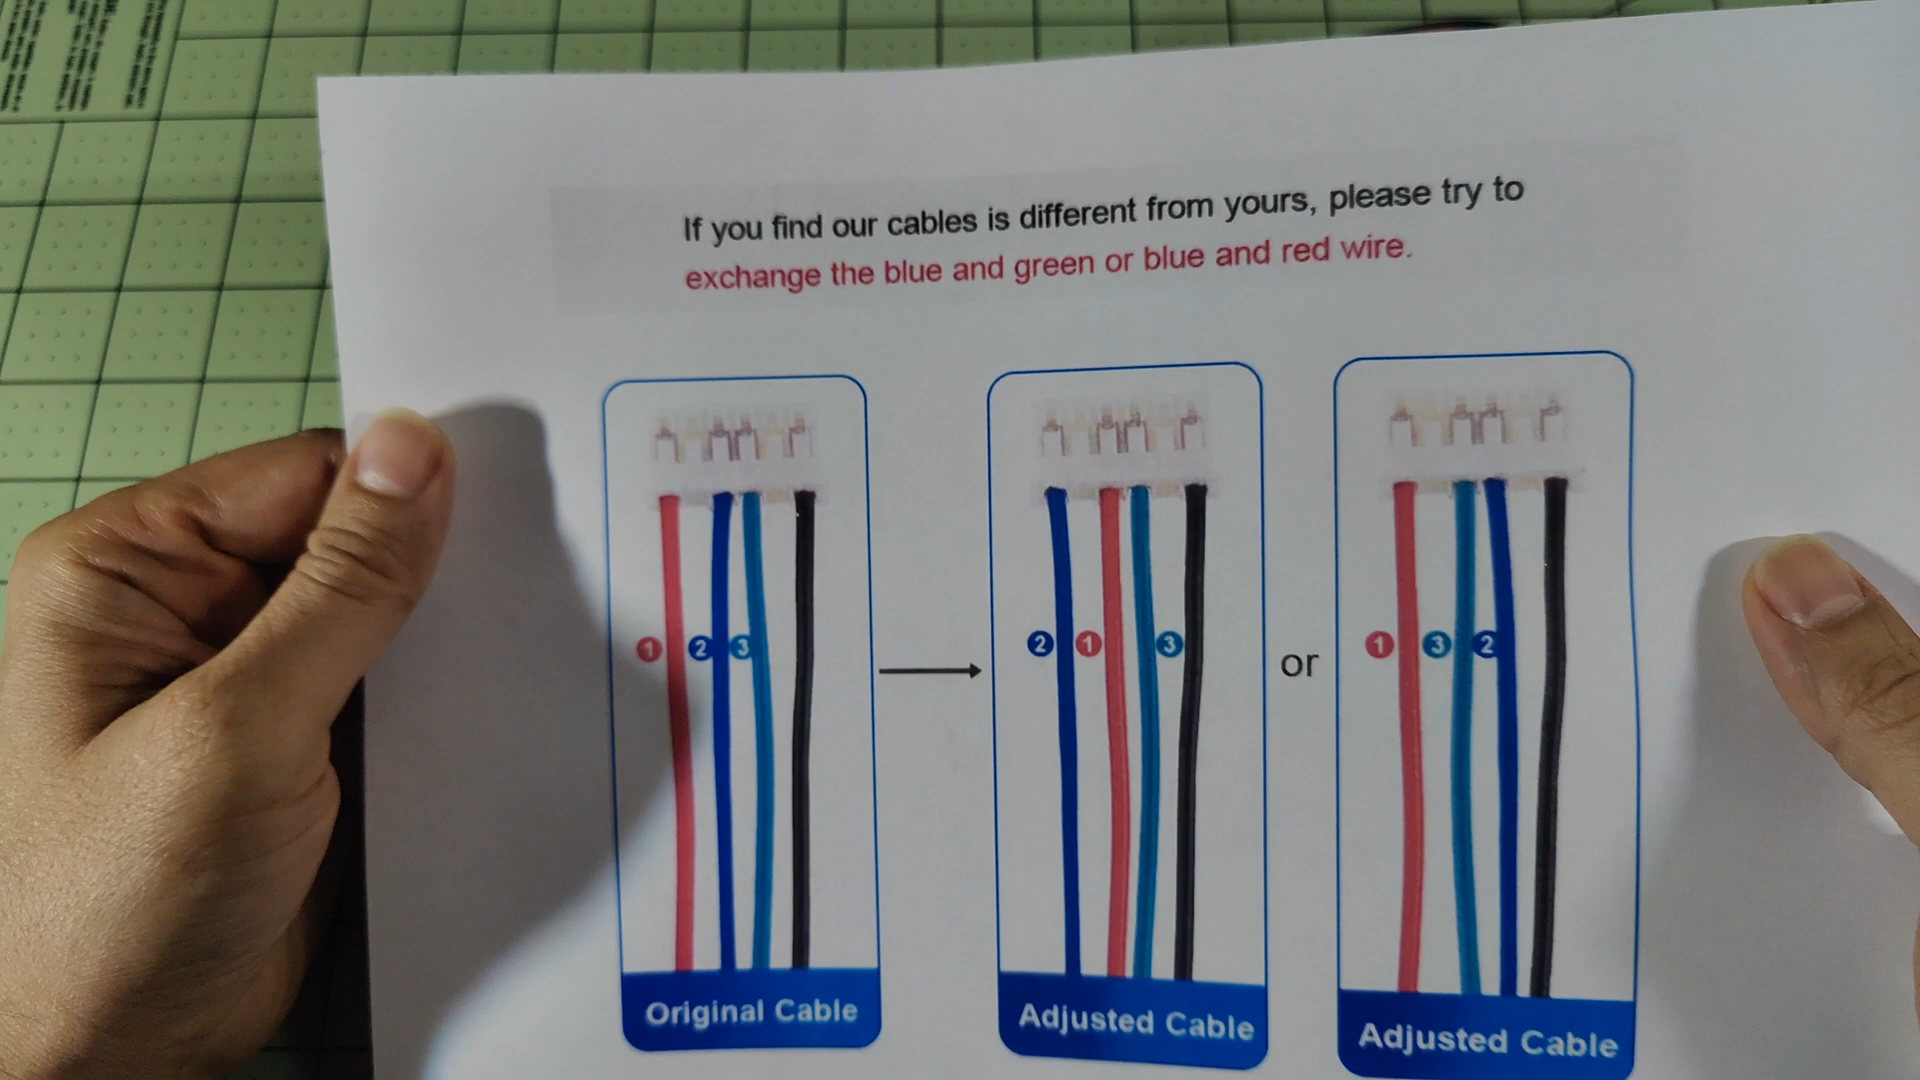 If you find our cables is different from yours, please try to
exchange the blue and green or blue and red wire.
1 2 3
2 1 3
or
1 3 2
Original Cable
Adjusted Cable
Adjusted Cable